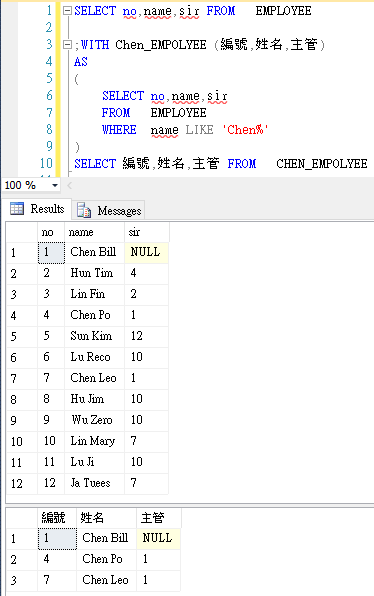 1 SELECT no,name,sir FROM EMPLOYEE
2
3 ;WITH Chen_EMPOLYEE (編號,姓名,主管)
4 AS
5 (
6 SELECT no,name,sir
7 FROM EMPLOYEE
8 WHERE name LIKE 'Chen%'
9 )
10 SELECT 編號,姓名,主管 FROM CHEN_EMPOLYEE
100 %
Results Messages
no name sir
1 1 Chen Bill NULL
2 2 Hun Tim 4
3 3 Lin Fin 2
4 4 Chen Po 1
5 5 Sun Kim 12
6 6 Lu Reco 10
7 7 Chen Leo 1
8 8 Hu Jim 10
9 9 Wu Zero 10
10 10 Lin Mary 7
11 11 Lu Ji 10
12 12 Ja Tuees 7
編號 姓名 主管
1 1 Chen Bill NULL
2 4 Chen Po 1
3 7 Chen Leo 1